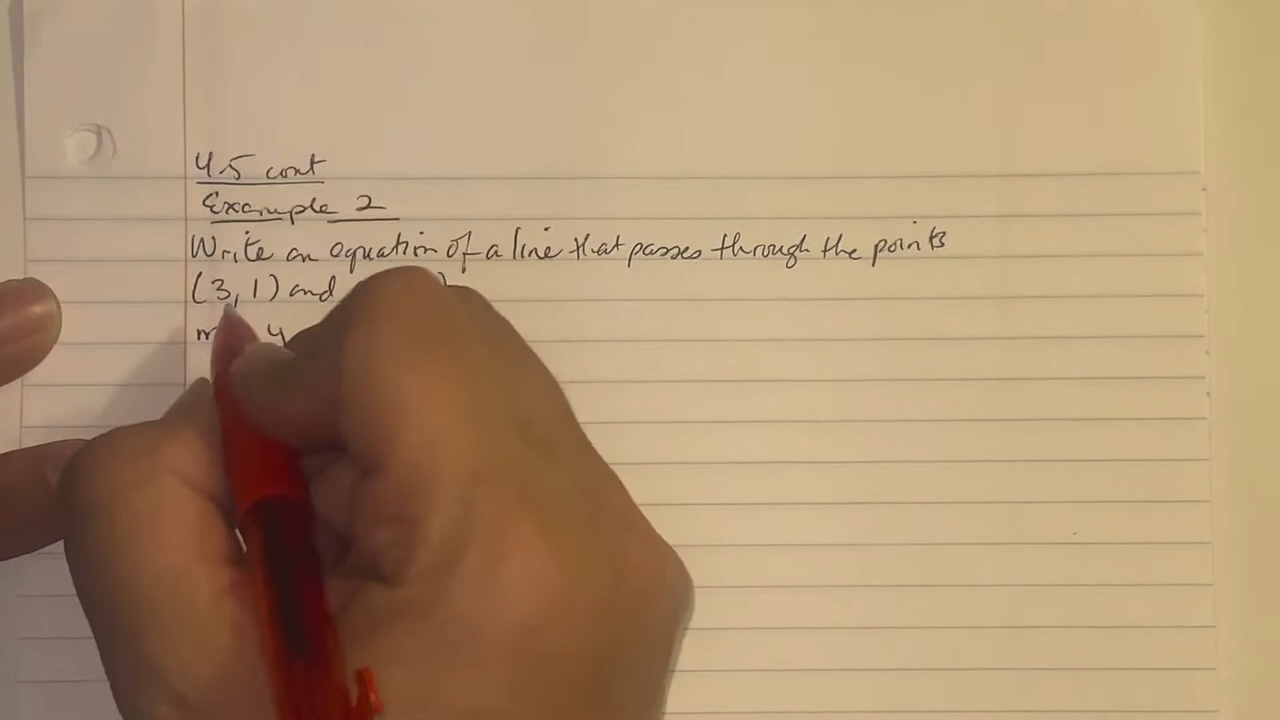 4.5 cont
Example 2
Write an equation of a line that passes through the points
(3, 1) and
m y